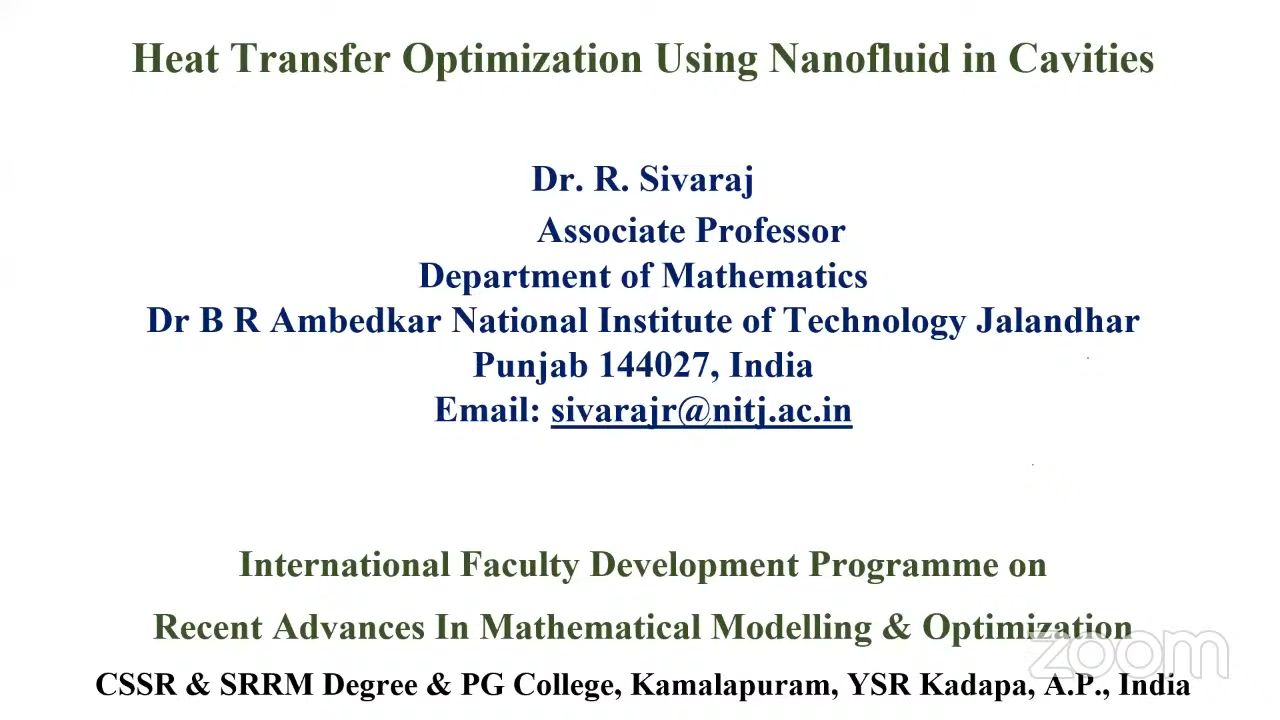 Heat Transfer Optimization Using Nanofluid in Cavities
Dr. R. Sivaraj
Associate Professor
Department of Mathematics
Dr B R Ambedkar National Institute of Technology Jalandhar
Punjab 144027, India
Email: sivarajr@nitj.ac.in
International Faculty Development Programme on
Recent Advances In Mathematical Modelling & Optimization
zoom
CSSR & SRRM Degree & PG College, Kamalapuram, YSR Kadapa, A.P., India